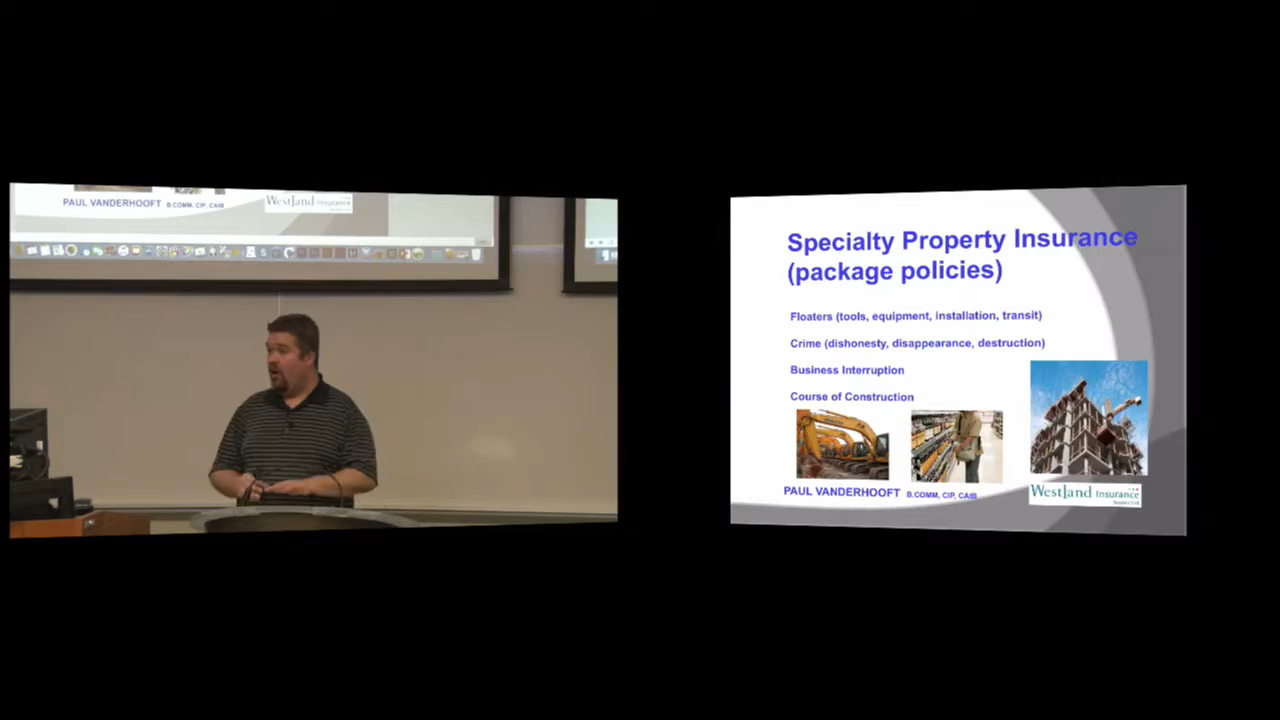 PAUL VANDERHOOFT B.COMM, CIP, CAIB
Westland Insurance
Specialty Property Insurance
(package policies)
Floaters (tools, equipment, installation, transit)
Crime (dishonesty, disappearance, destruction)
Business Interruption
Course of Construction
PAUL VANDERHOOFT B.COMM, CIP, CAIB
Westland Insurance